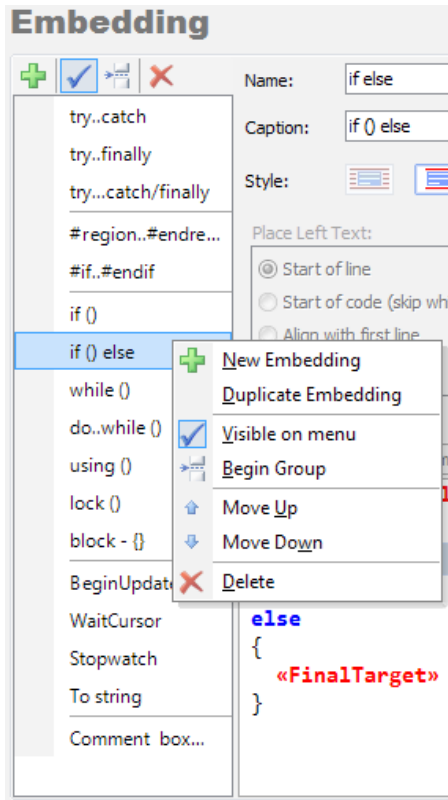 Embedding
Name:
if else
Caption:
if () else
Style:
Place Left Text:
Start of line
Start of code (skip wh
Align with first line
try..catch
try..finally
try...catch/finally
#region..#endre...
#if..#endif
if ()
if () else
while ()
do..while ()
using ()
lock ()
block - {}
BeginUpdate
WaitCursor
Stopwatch
To string
Comment box...
New Embedding
Duplicate Embedding
Visible on menu
Begin Group
Move Up
Move Down
Delete
else
{
«FinalTarget»
}